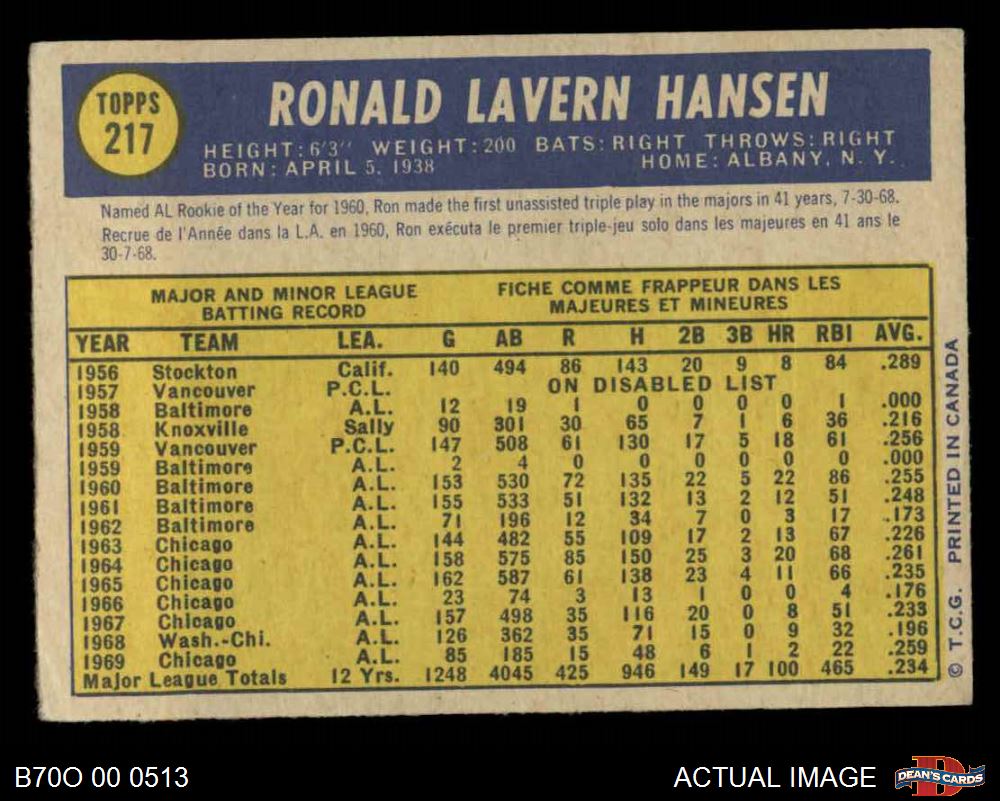 TOPPS
217
RONALD LAVERN HANSEN
HEIGHT: 6'3" WEIGHT: 200 BATS: RIGHT THROWS: RIGHT
BORN: APRIL 5, 1938 HOME: ALBANY, N. Y.
Named AL Rookie of the Year for 1960, Ron made the first unassisted triple play in the majors in 41 years, 7-30-68.
Recrue de l'Année dans la L.A. en 1960, Ron exécuta le premier triple-jeu solo dans les majeures en 41 ans le
30-7-68.
MAJOR AND MINOR LEAGUE
BATTING RECORD
FICHE COMME FRAPPEUR DANS LES
MAJEURES ET MINEURES
YEAR TEAM LEA. G AB R H 2B 3B HR RBI AVG.
1956 Stockton Calif. 140 494 86 143 20 9 8 84 .289
1957 Vancouver P.C.L. ON DISABLED LIST
1958 Baltimore A.L. 12 19 1 0 0 0 0 1 .000
1958 Knoxville Sally 90 301 30 65 7 1 6 36 .216
1959 Vancouver P.C.L. 147 508 61 130 17 5 18 61 .256
1959 Baltimore A.L. 2 4 0 0 0 0 0 0 .000
1960 Baltimore A.L. 153 530 72 135 22 5 22 86 .255
1961 Baltimore A.L. 155 533 51 132 13 2 12 51 .248
1962 Baltimore A.L. 71 196 12 34 7 0 3 17 .173
1963 Chicago A.L. 144 482 55 109 17 2 13 67 .226
1964 Chicago A.L. 158 575 85 150 25 3 20 68 .261
1965 Chicago A.L. 162 587 61 138 23 4 11 66 .235
1966 Chicago A.L. 23 74 3 13 1 0 0 4 .176
1967 Chicago A.L. 157 498 35 116 20 0 8 51 .233
1968 Wash.-Chi. A.L. 126 362 35 71 15 0 9 32 .196
1969 Chicago A.L. 85 185 15 48 6 1 2 22 .259
Major League Totals 12 Yrs. 1248 4045 425 946 149 17 100 465 .234
© T.C.G. PRINTED IN CANADA
B70O 00 0513
ACTUAL IMAGE
D
DEAN'S CARDS